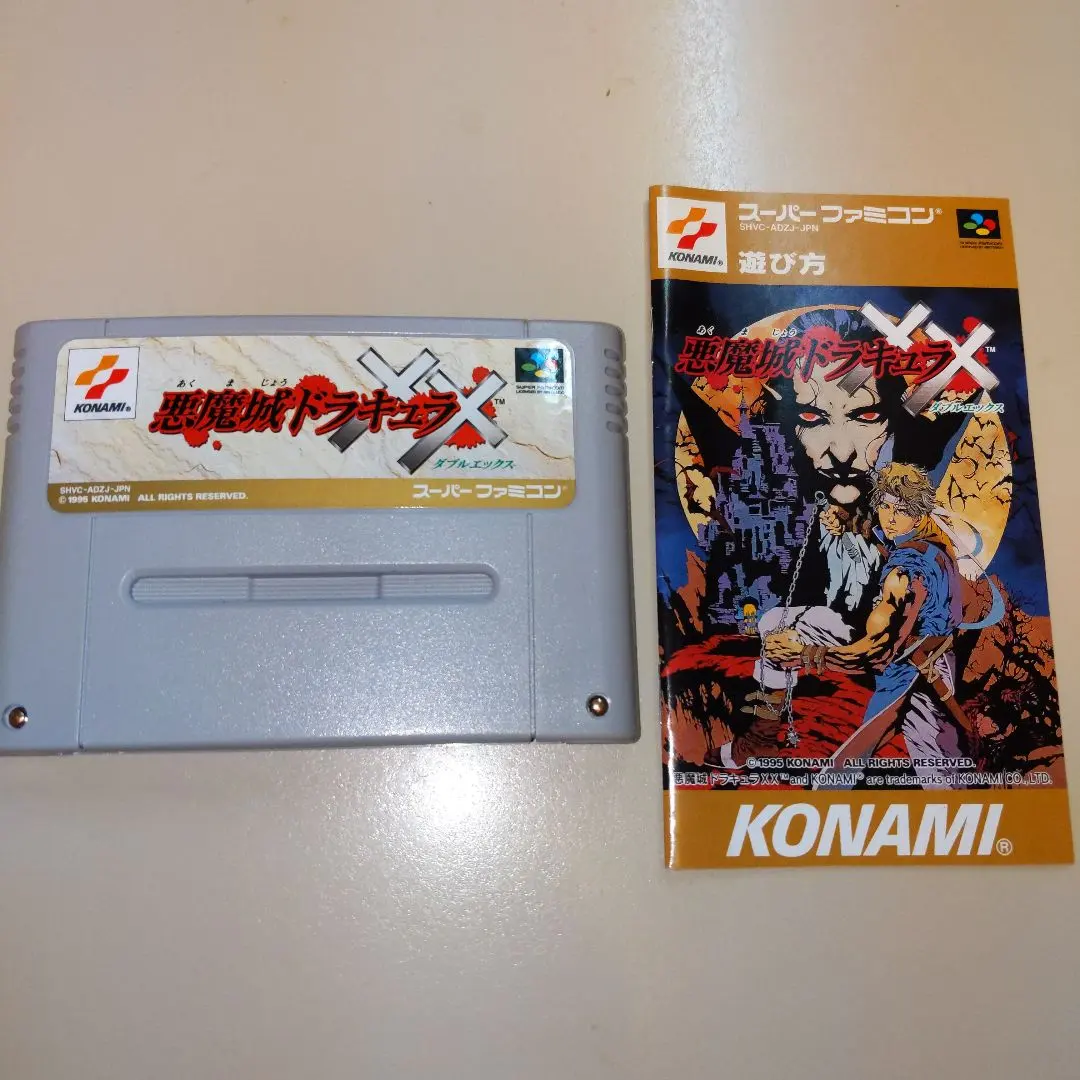 KONAMI®
あくまじょう
悪魔城ドラキュラXX™
ダブルエックス
SUPER FAMICOM
SHVC-ADZJ-JPN
© 1995 KONAMI ALL RIGHTS RESERVED.
スーパーファミコン®
KONAMI®
スーパーファミコン®
SHVC-ADZJ-JPN
遊び方
SUPER FAMICOM
あくまじょう
悪魔城ドラキュラXX™
ダブルエックス
© 1995 KONAMI ALL RIGHTS RESERVED.
悪魔城ドラキュラXX™ and KONAMI® are trademarks of KONAMI CO., LTD.
KONAMI®